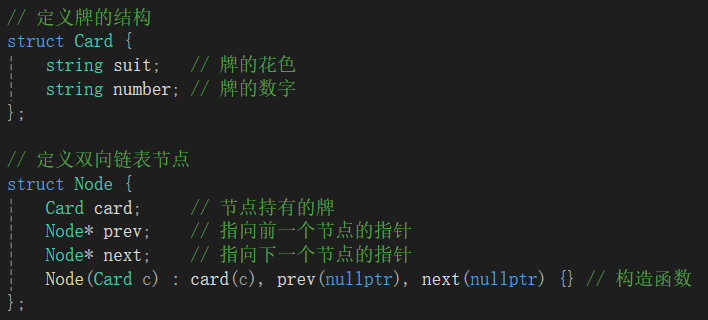 // 定义牌的结构
struct Card {
    string suit;   // 牌的花色
    string number; // 牌的数字
};

// 定义双向链表节点
struct Node {
    Card card;     // 节点持有的牌
    Node* prev;    // 指向前一个节点的指针
    Node* next;    // 指向下一个节点的指针
    Node(Card c) : card(c), prev(nullptr), next(nullptr) {} // 构造函数
};